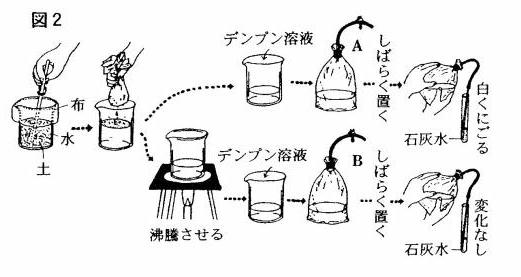 図2
布
水
土
デンプン溶液
A
しばらく置く
石灰水
白くにごる
沸騰させる
デンプン溶液
B
しばらく置く
石灰水
変化なし